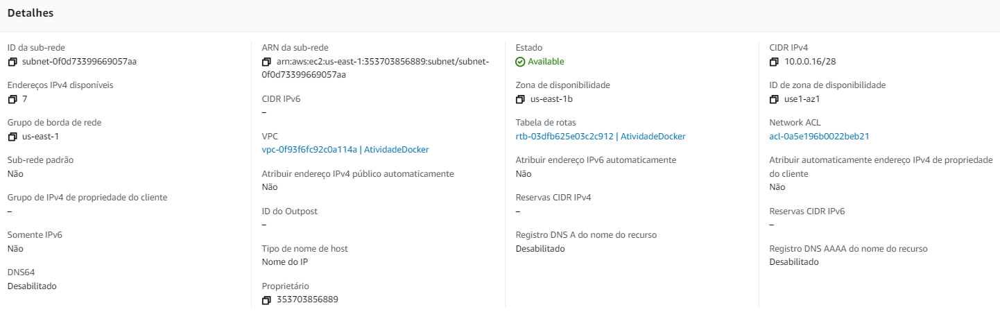 Detalhes
ID da sub-rede
subnet-0f0d73399669057aa
Endereços IPv4 disponíveis
7
Grupo de borda de rede
us-east-1
Sub-rede padrão
Não
Grupo de IPv4 de propriedade do cliente
–
Somente IPv6
Não
DNS64
Desabilitado
ARN da sub-rede
arn:aws:ec2:us-east-1:353703856889:subnet/subnet-
0f0d73399669057aa
CIDR IPv6
–
VPC
vpc-0f93f6fc92c0a114a | AtividadeDocker
Atribuir endereço IPv4 público automaticamente
Não
ID do Outpost
–
Tipo de nome de host
Nome do IP
Proprietário
353703856889
Estado
Available
Zona de disponibilidade
us-east-1b
Tabela de rotas
rtb-03dfb625e03c2c912 | AtividadeDocker
Atribuir endereço IPv6 automaticamente
Não
Reservas CIDR IPv4
–
Registro DNS A do nome do recurso
Desabilitado
CIDR IPv4
10.0.0.16/28
ID de zona de disponibilidade
use1-az1
Network ACL
acl-0a5e196b0022beb21
Atribuir automaticamente endereço IPv4 de propriedade
do cliente
Não
Reservas CIDR IPv6
–
Registro DNS AAAA do nome do recurso
Desabilitado